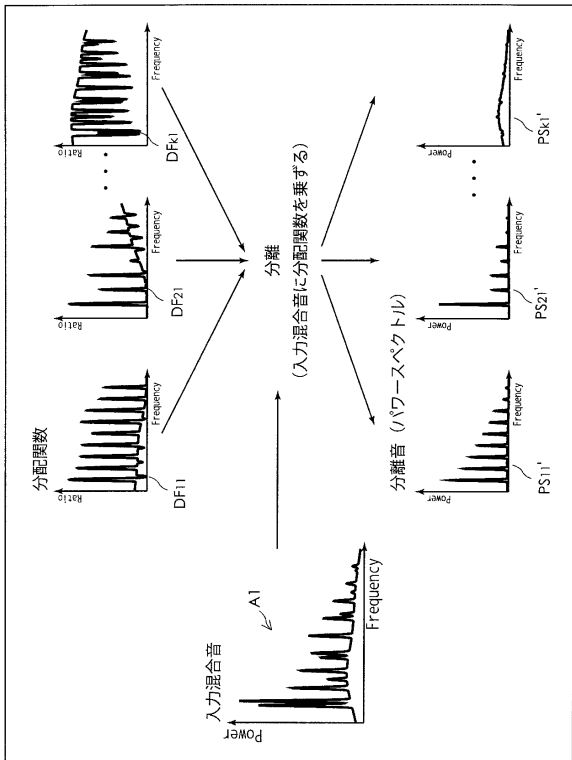 分配関数
Ratio
Frequency
DF11
Ratio
Frequency
DF21
・・・
Ratio
Frequency
DFk1
入力混合音
Power
A1
Frequency
分離
(入力混合音に分配関数を乗ずる)
分離音 (パワースペクトル)
Power
Frequency
PS11'
Power
Frequency
PS21'
・・・
Power
Frequency
PSk1'